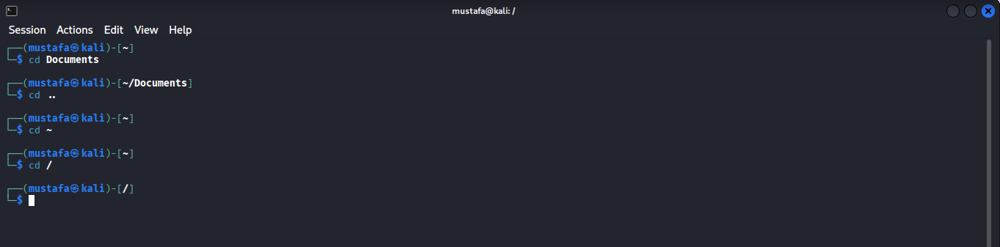 mustafa@kali: /
Session Actions Edit View Help
┌──(mustafa㉿kali)-[~]
└─$ cd Documents
┌──(mustafa㉿kali)-[~/Documents]
└─$ cd ..
┌──(mustafa㉿kali)-[~]
└─$ cd ~
┌──(mustafa㉿kali)-[~]
└─$ cd /
┌──(mustafa㉿kali)-[/]
└─$